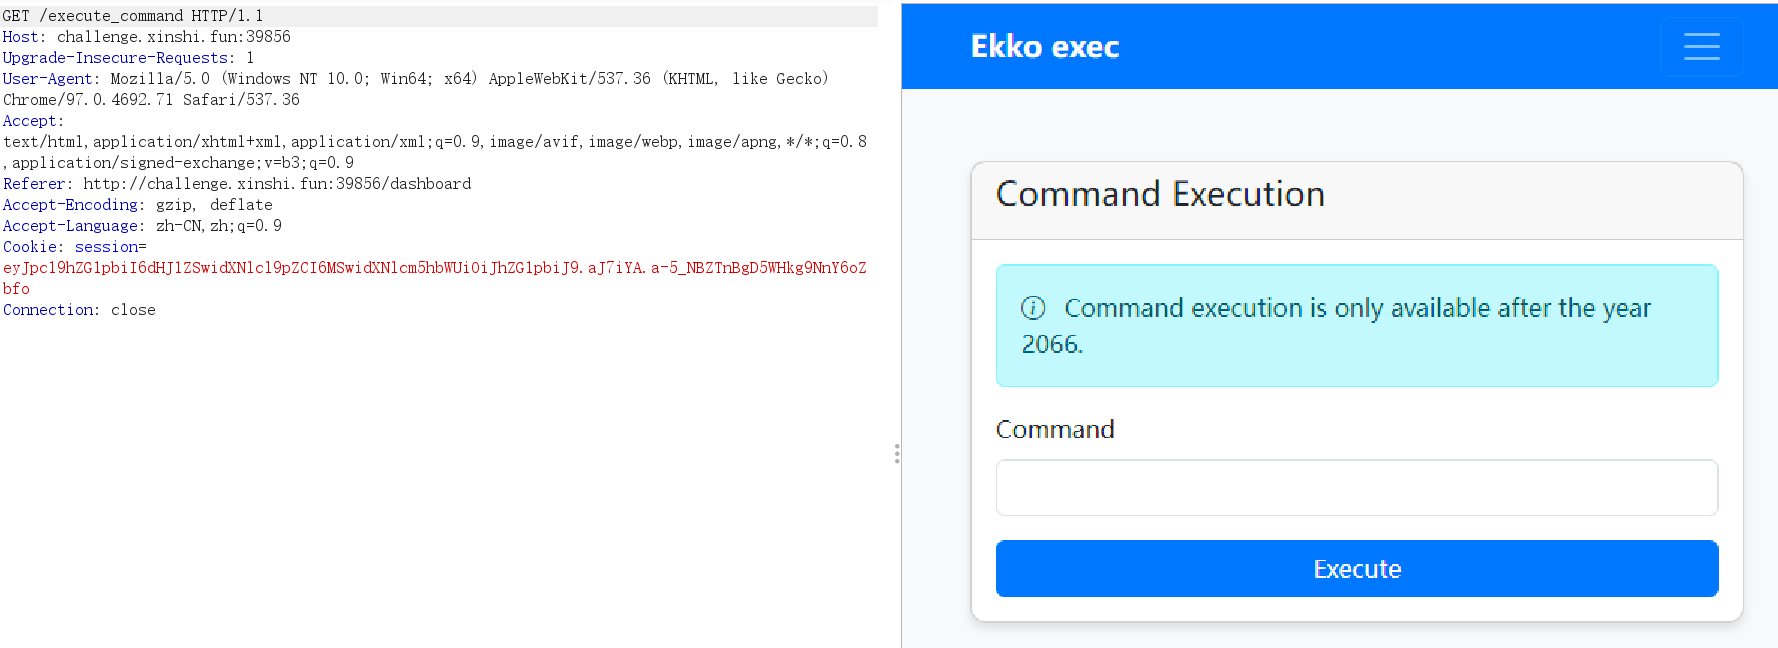 GET /execute_command HTTP/1.1
Host: challenge.xinshi.fun:39856
Upgrade-Insecure-Requests: 1
User-Agent: Mozilla/5.0 (Windows NT 10.0; Win64; x64) AppleWebKit/537.36 (KHTML, like Gecko)
Chrome/97.0.4692.71 Safari/537.36
Accept:
text/html,application/xhtml+xml,application/xml;q=0.9,image/avif,image/webp,image/apng,*/*;q=0.8
,application/signed-exchange;v=b3;q=0.9
Referer: http://challenge.xinshi.fun:39856/dashboard
Accept-Encoding: gzip, deflate
Accept-Language: zh-CN,zh;q=0.9
Cookie: session=
eyJpc19hZG1pbiI6dHJ1ZSwidXNlcl9pZCI6MSwidXNlcm5hbWUiOiJhZG1pbiJ9.aJ7iYA.a-5_NBZTnBgD5WHkg9NnY6oZ
bfo
Connection: close
Ekko exec
Command Execution
Command execution is only available after the year
2066.
Command
Execute